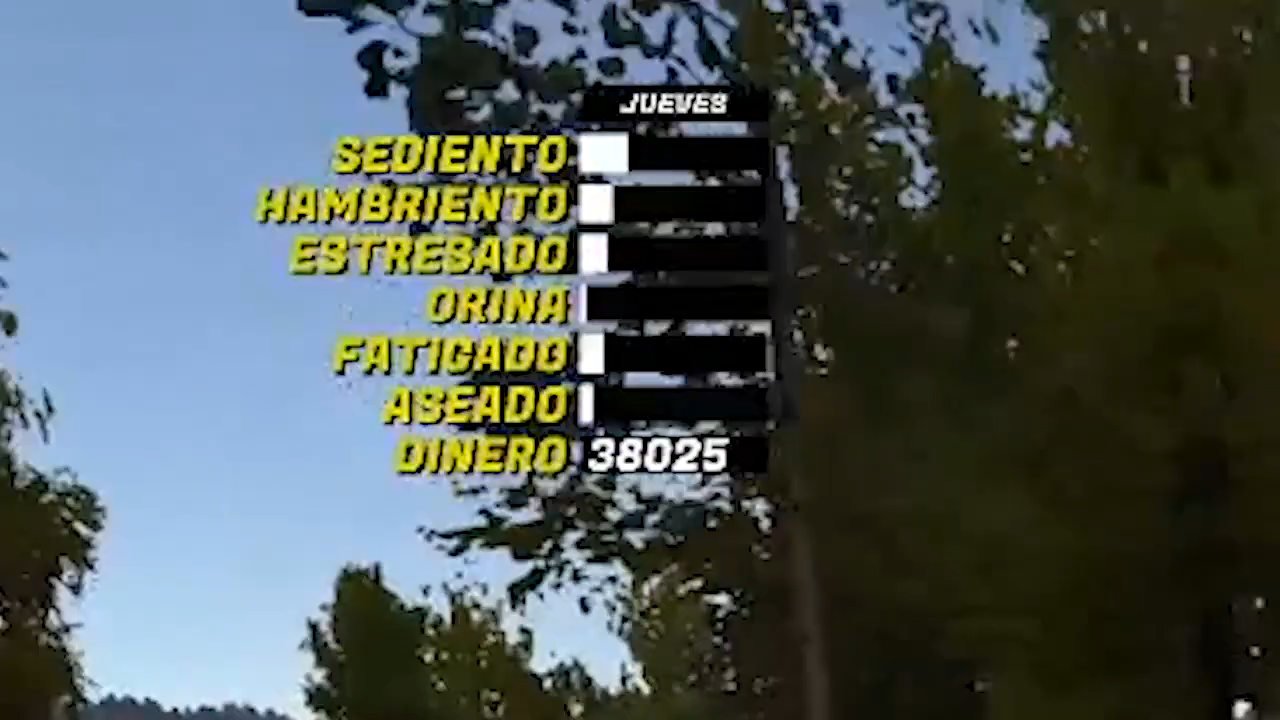 JUEVES
SEDIENTO
HAMBRIENTO
ESTRESADO
ORINA
FATIGADO
ASEADO
DINERO 38025